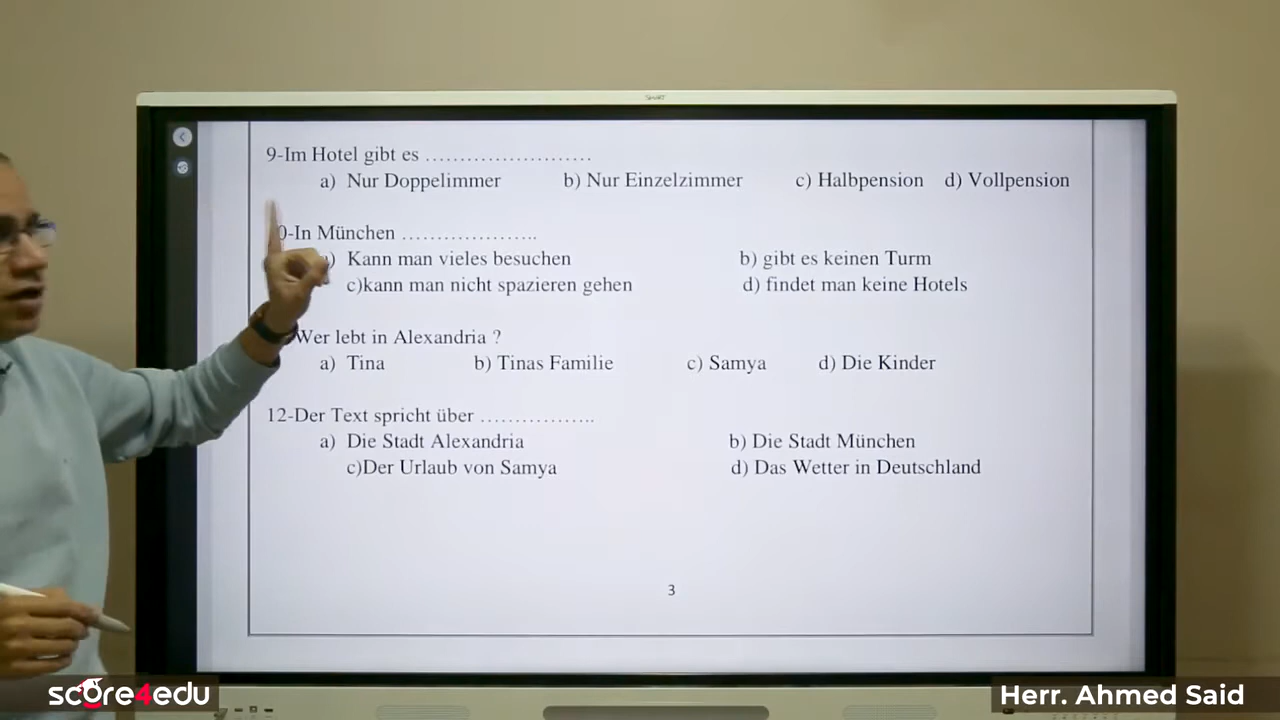 SMART
9-Im Hotel gibt es ……………………
a) Nur Doppelimmer b) Nur Einzelzimmer c) Halbpension d) Vollpension
0-In München ………………..
a) Kann man vieles besuchen b) gibt es keinen Turm
c)kann man nicht spazieren gehen d) findet man keine Hotels
Wer lebt in Alexandria ?
a) Tina b) Tinas Familie c) Samya d) Die Kinder
12-Der Text spricht über ……………..
a) Die Stadt Alexandria b) Die Stadt München
c)Der Urlaub von Samya d) Das Wetter in Deutschland
3
score4edu
Herr. Ahmed Said